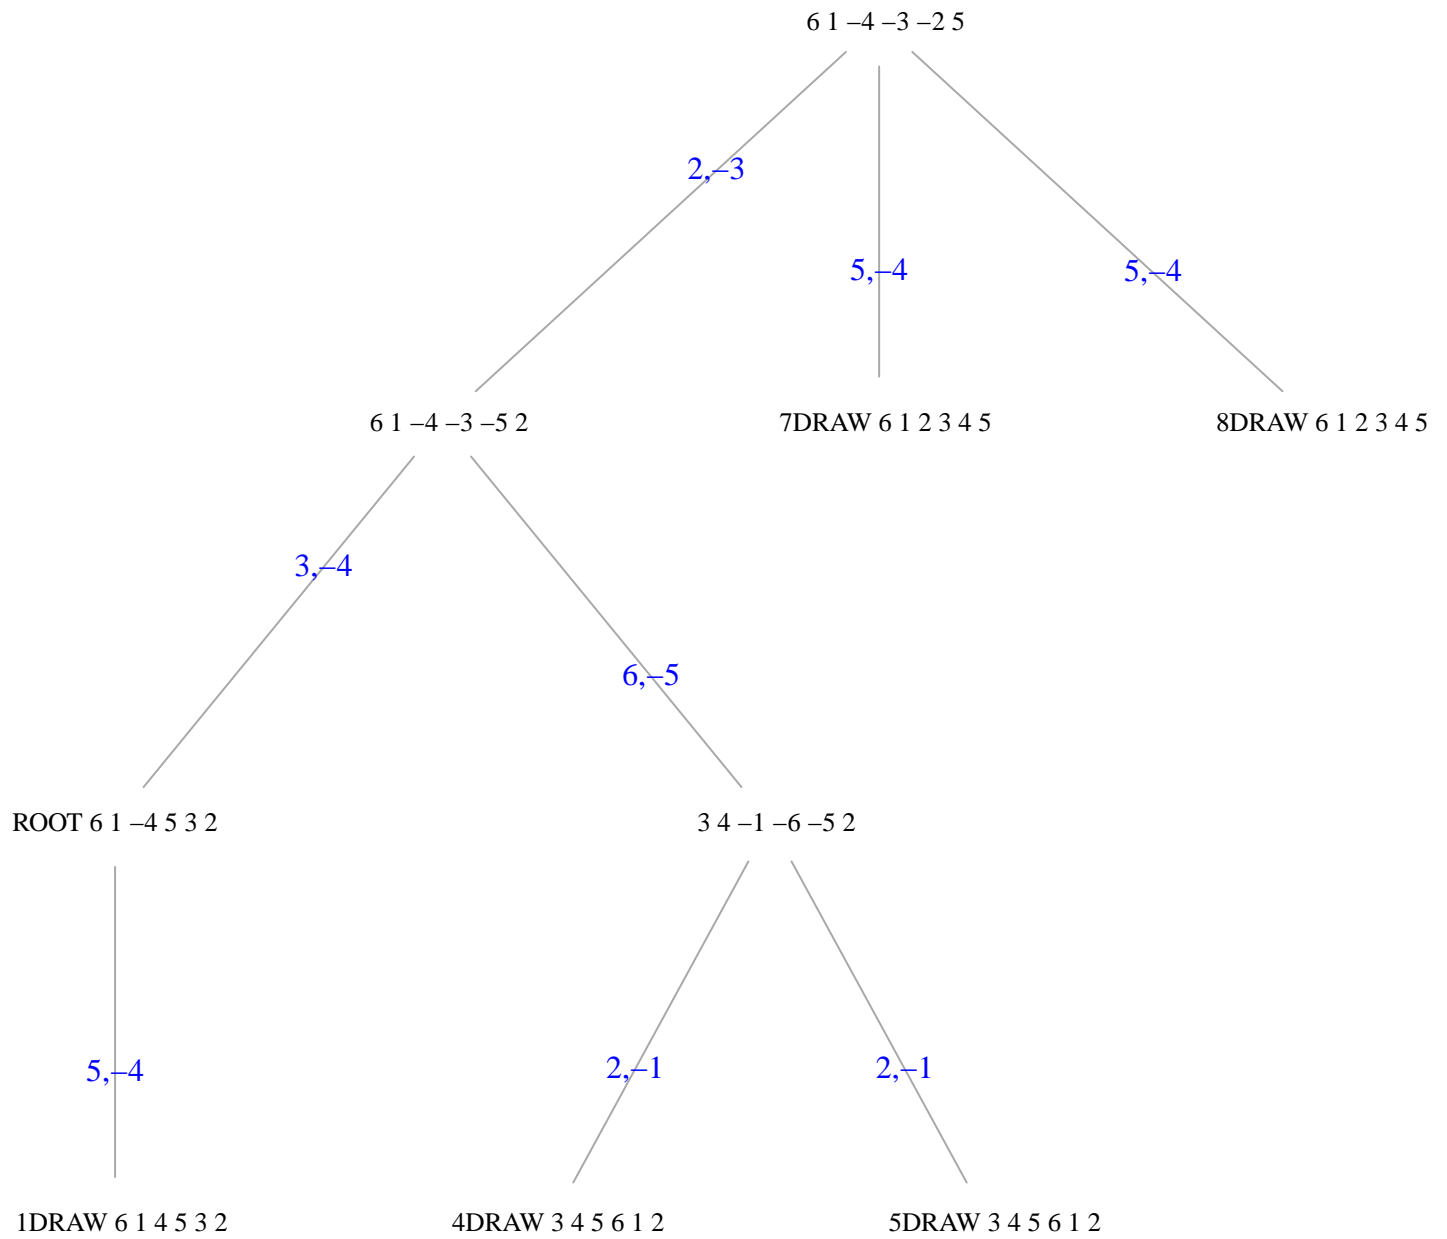 6 1 –4 –3 –2 5
2,–3
5,–4
5,–4
6 1 –4 –3 –5 2
7DRAW 6 1 2 3 4 5
8DRAW 6 1 2 3 4 5
3,–4
6,–5
ROOT 6 1 –4 5 3 2
3 4 –1 –6 –5 2
5,–4
2,–1
2,–1
1DRAW 6 1 4 5 3 2
4DRAW 3 4 5 6 1 2
5DRAW 3 4 5 6 1 2